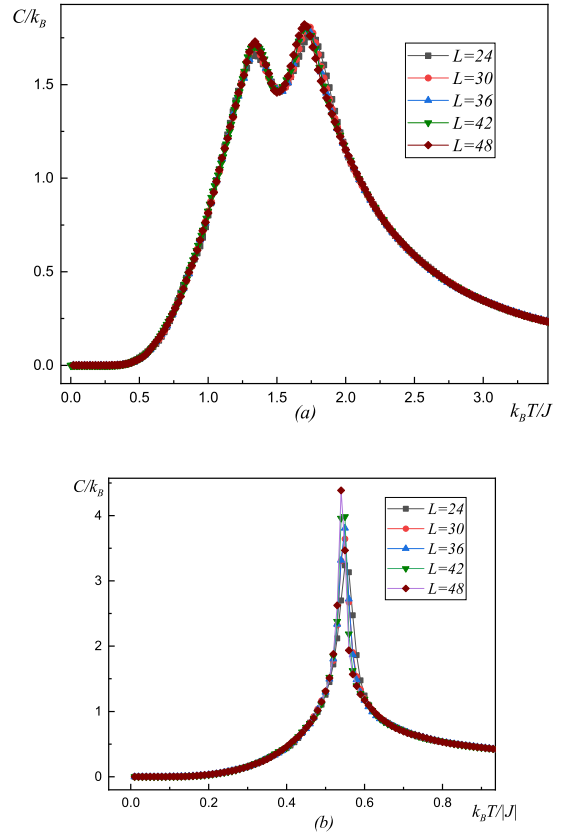 C/k_B
L=24
L=30
L=36
L=42
L=48
1.5
1.0
0.5
0.0
0.0 0.5 1.0 1.5 2.0 2.5 3.0
(a)
k_BT/J
C/k_B
L=24
L=30
L=36
L=42
L=48
4
3
2
1
0
0.0 0.2 0.4 0.6 0.8
(b)
k_BT/|J|